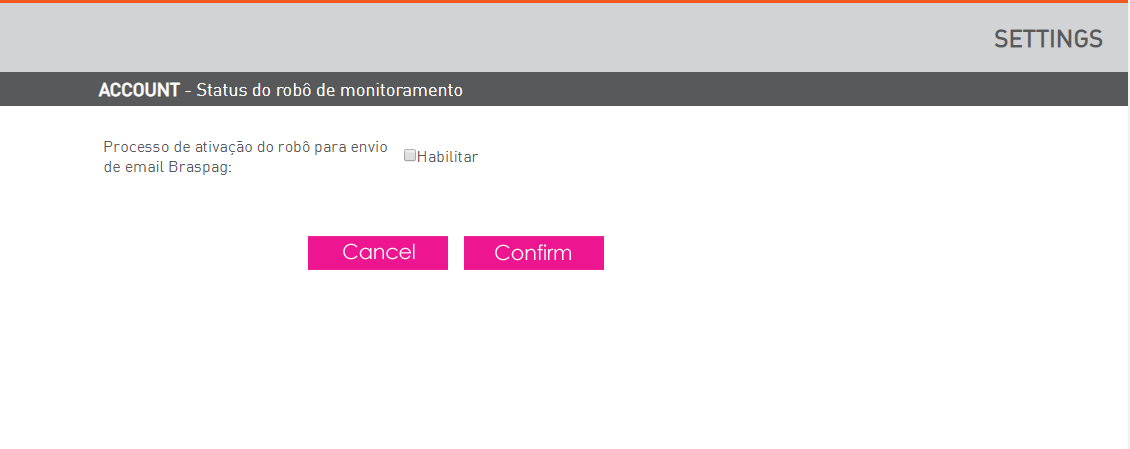 SETTINGS
ACCOUNT - Status do robô de monitoramento
Processo de ativação do robô para envio
de email Braspag:
Habilitar
Cancel
Confirm